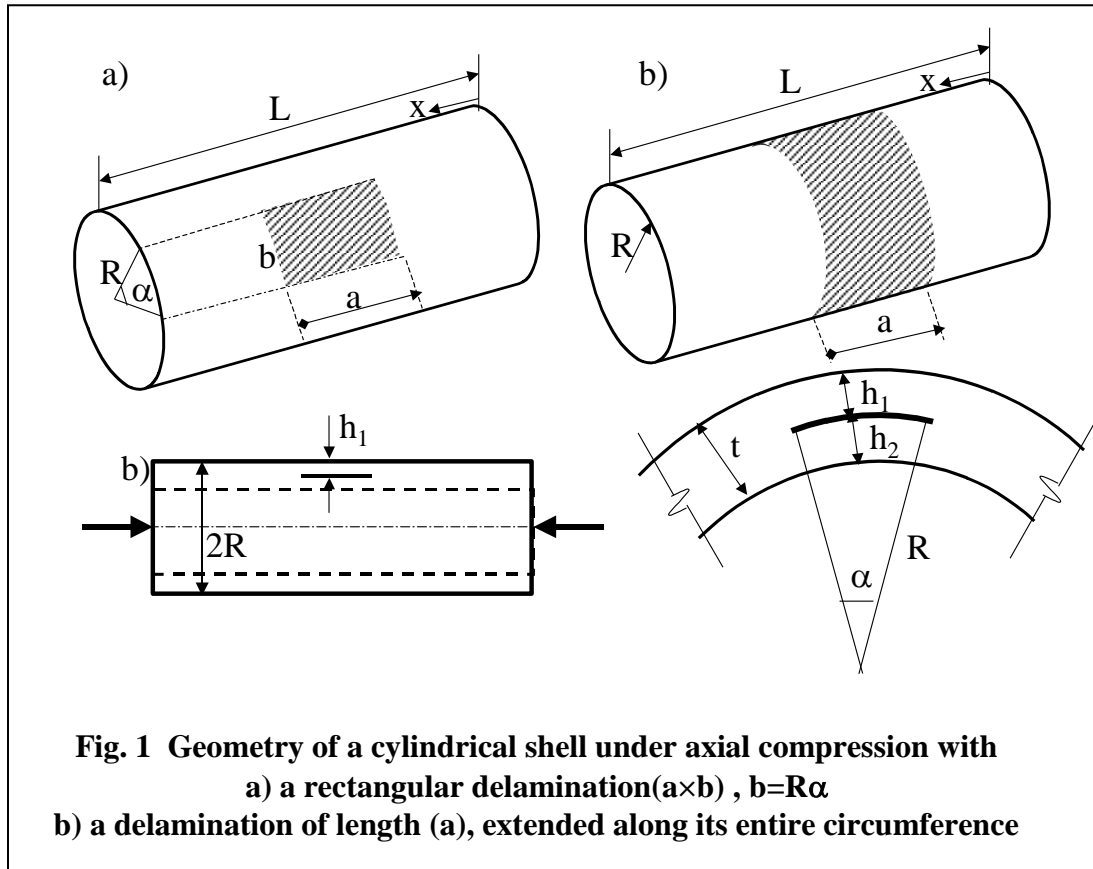 a)
L
x
R
α
b
a
b)
L
x
R
a
h₁
b)
2R
h₁
t
h₂
R
α
Fig. 1 Geometry of a cylindrical shell under axial compression with
a) a rectangular delamination(a×b) , b=Rα
b) a delamination of length (a), extended along its entire circumference